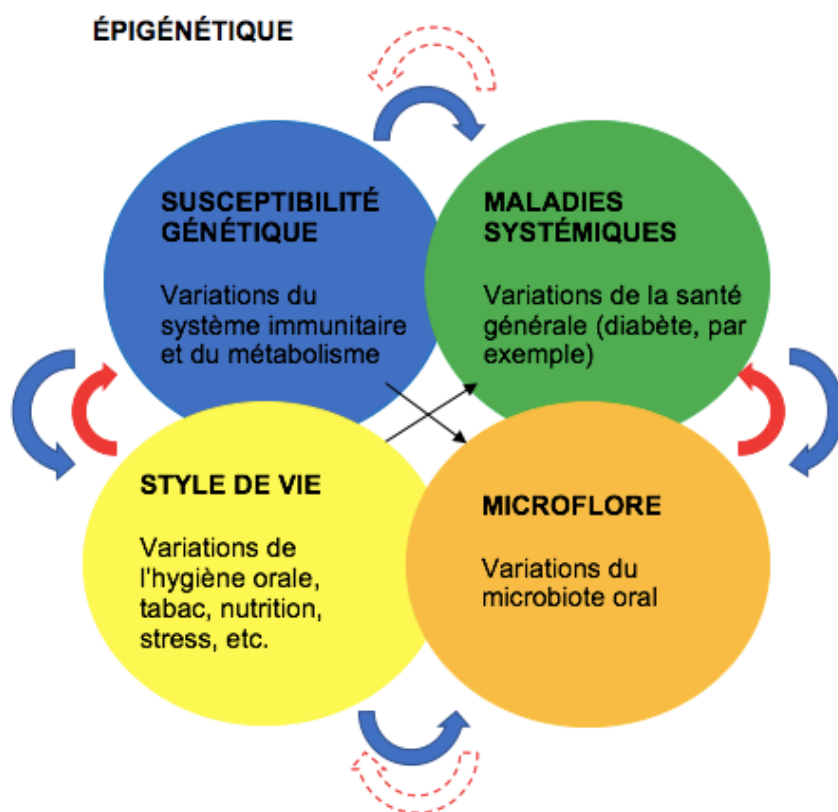 ÉPIGÉNÉTIQUE
SUSCEPTIBILITÉ
GÉNÉTIQUE
Variations du
système immunitaire
et du métabolisme
MALADIES
SYSTÉMIQUES
Variations de la santé
générale (diabète, par
exemple)
STYLE DE VIE
Variations de
l'hygiène orale,
tabac, nutrition,
stress, etc.
MICROFLORE
Variations du
microbiote oral